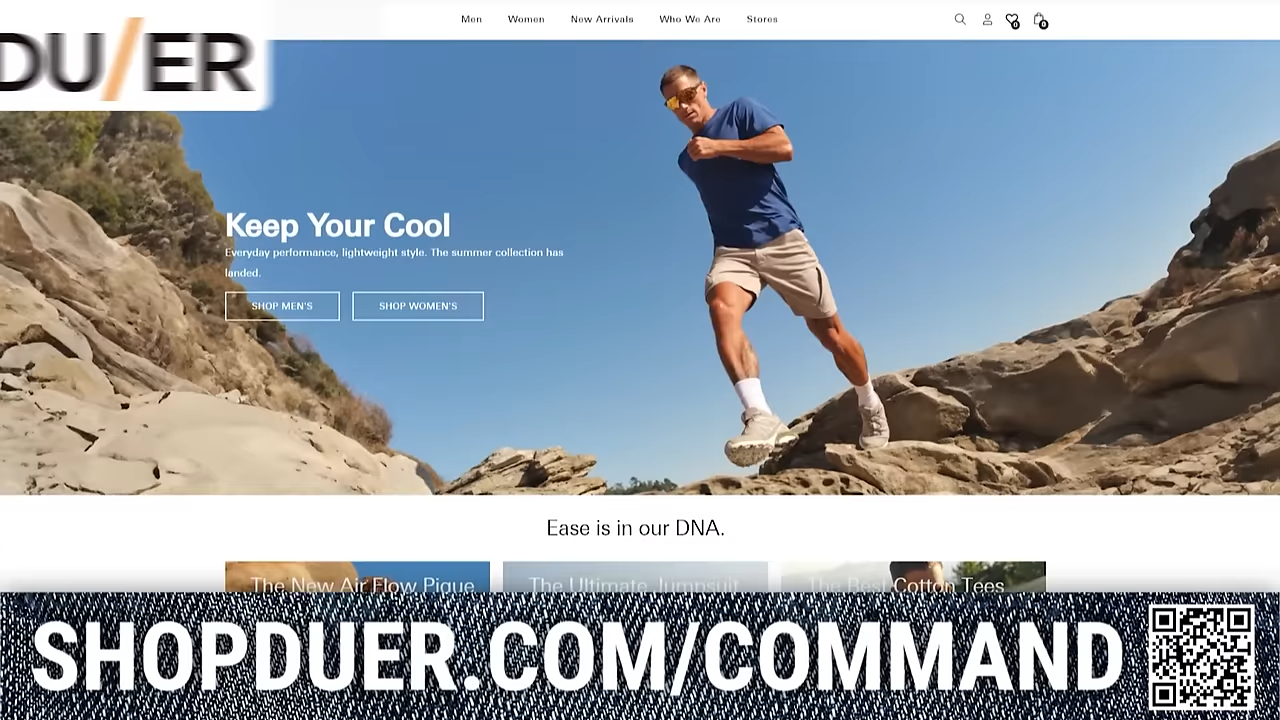 Men Women New Arrivals Who We Are Stores
0 0
DU/ER
Keep Your Cool
Everyday performance, lightweight style. The summer collection has
landed.
SHOP MEN'S SHOP WOMEN'S
Ease is in our DNA.
The New Air Flow Pique The Ultimate Jumpsuit The Best Cotton Tees
SHOPDUER.COM/COMMAND